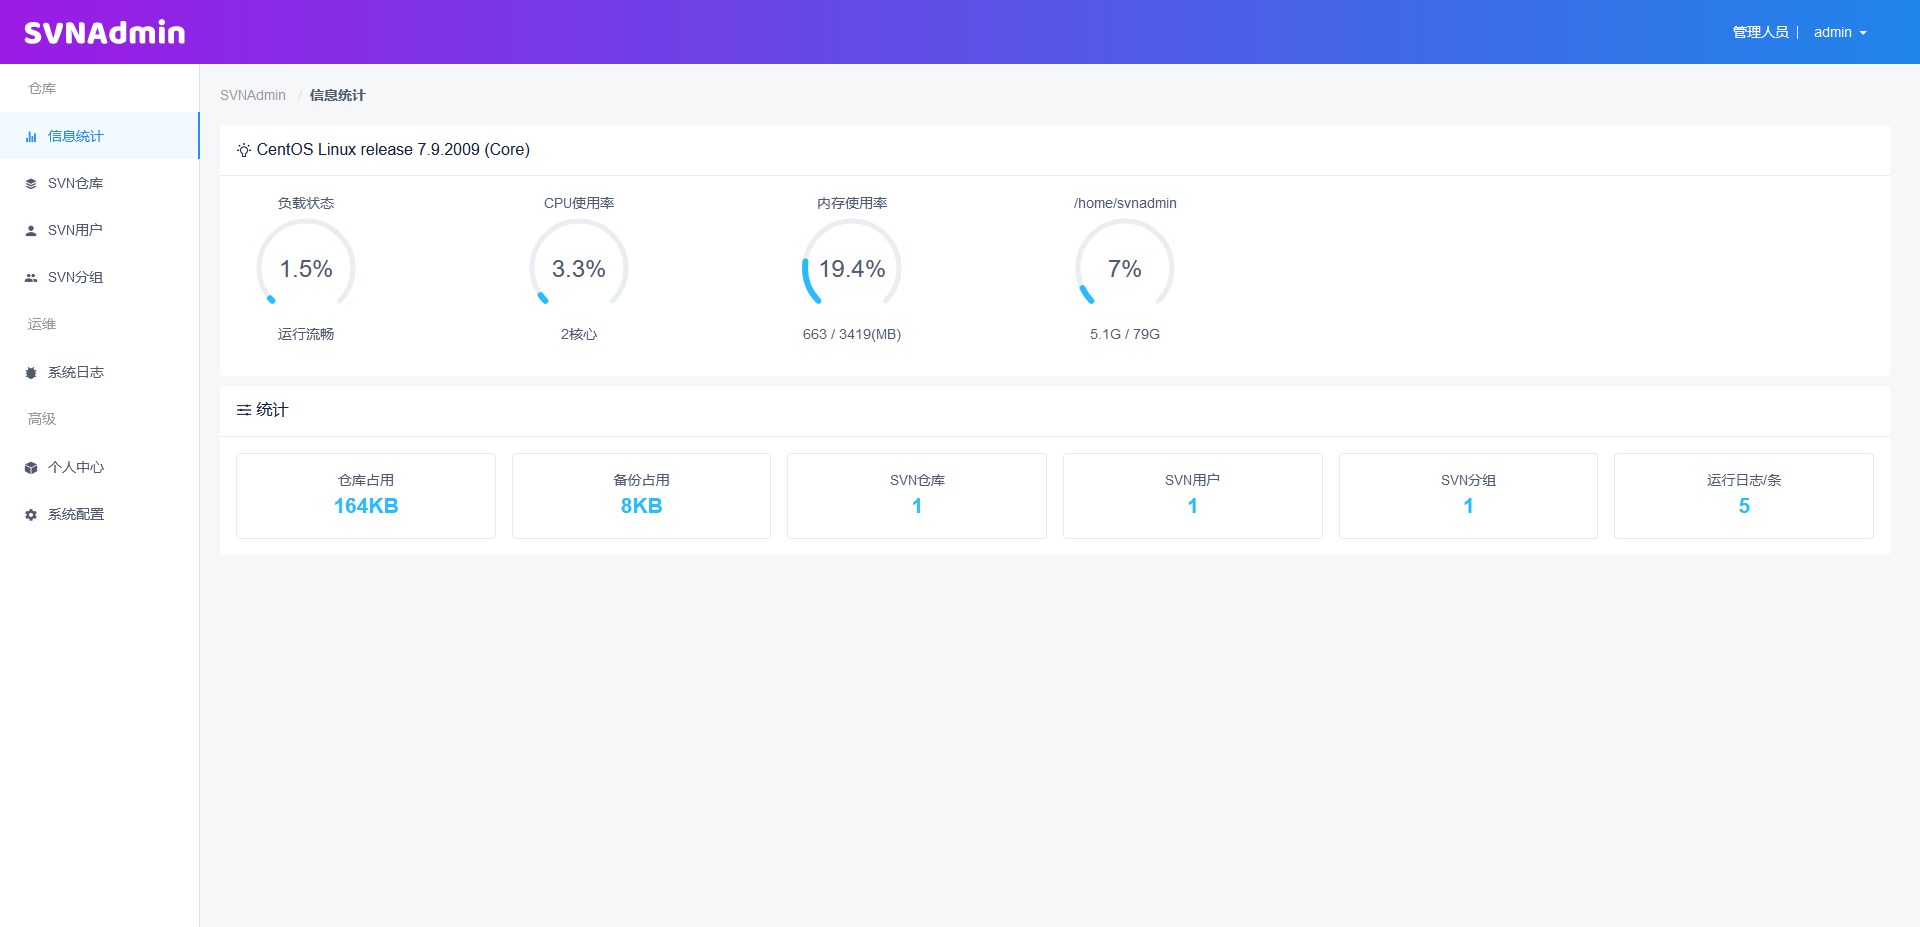 SVNAdmin
管理人员 | admin
仓库
信息统计
SVN仓库
SVN用户
SVN分组
运维
系统日志
高级
个人中心
系统配置
SVNAdmin / 信息统计
CentOS Linux release 7.9.2009 (Core)
负载状态
1.5%
运行流畅
CPU使用率
3.3%
2核心
内存使用率
19.4%
663 / 3419(MB)
/home/svnadmin
7%
5.1G / 79G
统计
仓库占用
164KB
备份占用
8KB
SVN仓库
1
SVN用户
1
SVN分组
1
运行日志/条
5